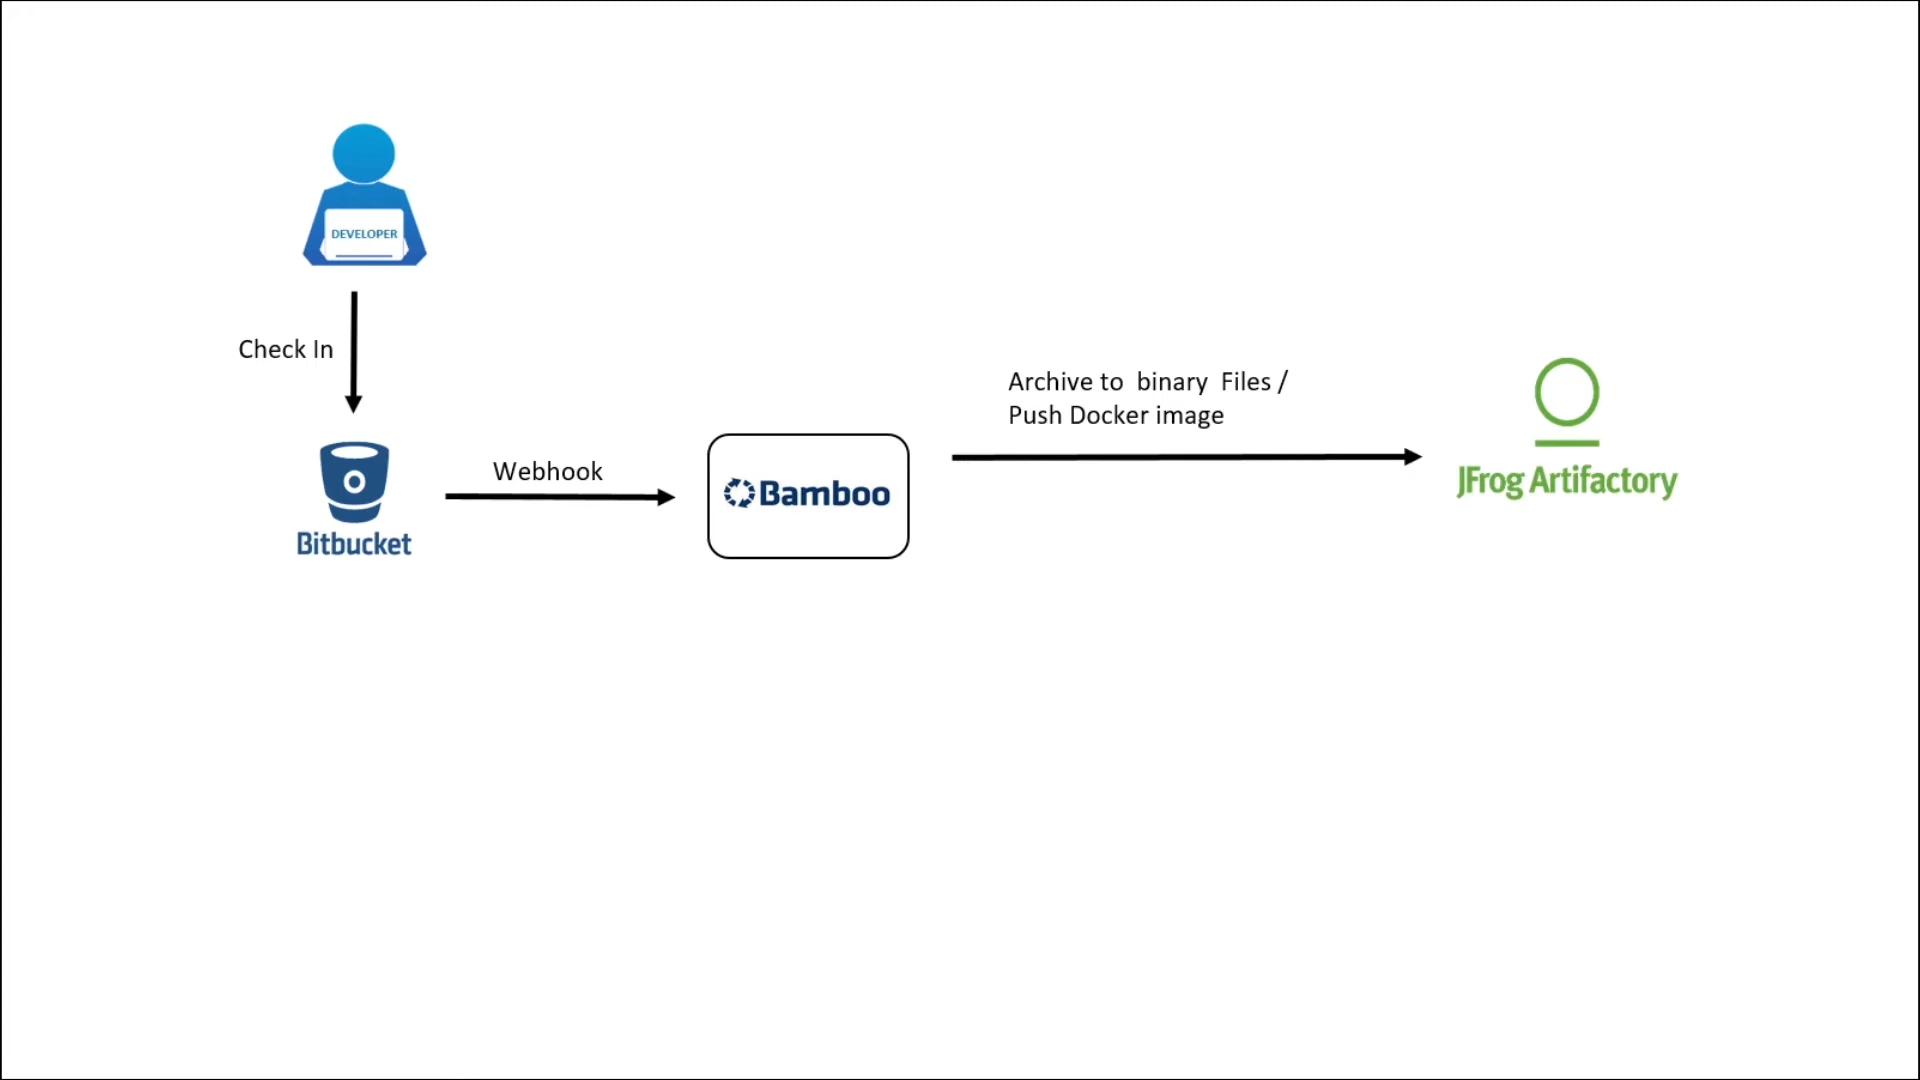 DEVELOPER
Check In
Bitbucket
Webhook
Bamboo
Archive to binary Files /
Push Docker image
JFrog Artifactory